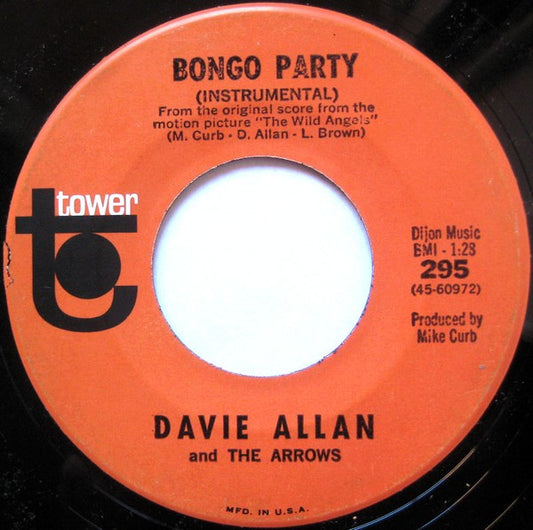 BONGO PARTY
(INSTRUMENTAL)
From the original score from the
motion picture "The Wild Angels"
(M. Curb - D. Allan - L. Brown)
tower
t
Dijon Music
BMI - 1:28
295
(45-60972)
Produced by
Mike Curb
DAVIE ALLAN
and THE ARROWS
MFD. IN U.S.A.